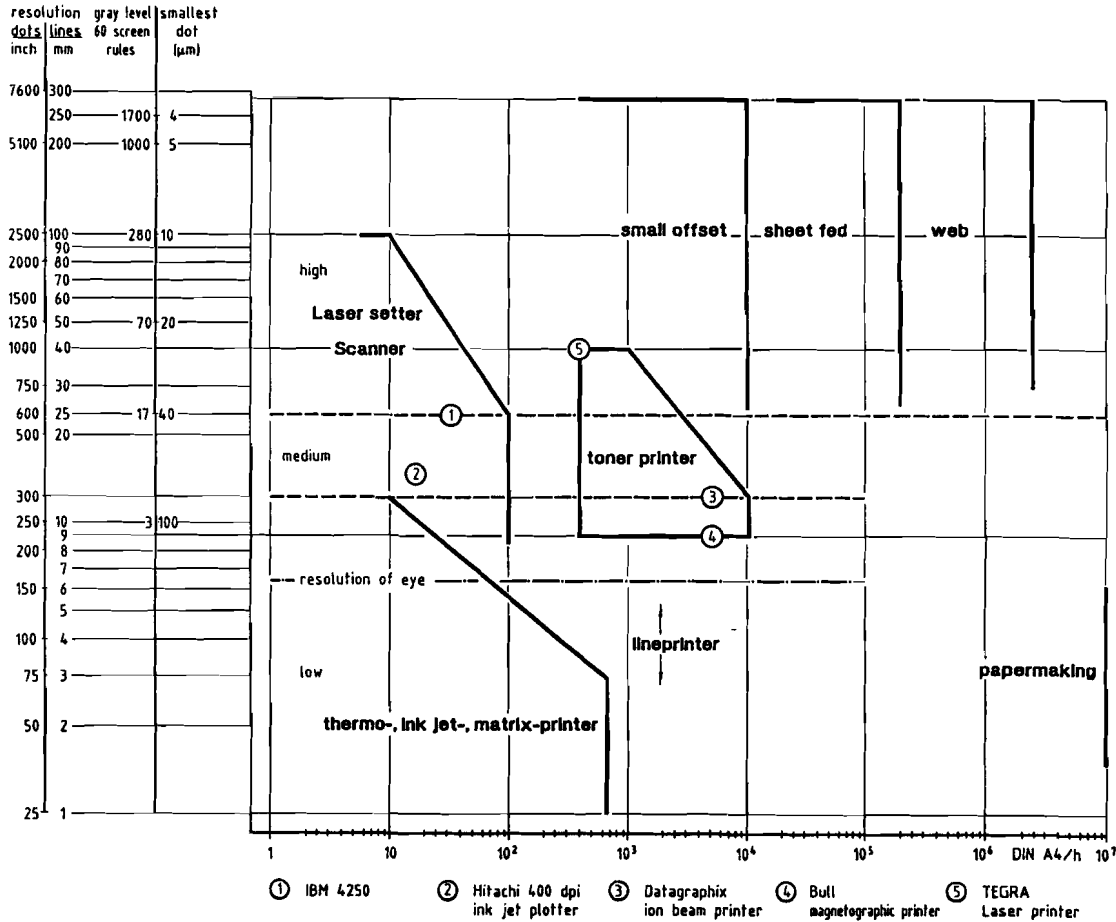 resolution gray level smallest
dots lines 60 screen dot
inch mm rules (µm)
7600 300
250 1700 4
5100 200 1000 5
2500 100 280 10
90
2000 80
70
1500 60
1250 50 70 20
1000 40
750 30
600 25 17 40
500 20
300
250 10 3 100
9
200 8
7
150 6
5
100 4
75 3
50 2
25 1
small offset sheet fed web
high
Laser setter
Scanner
5
1
medium
toner printer
2
3
4
resolution of eye
lineprinter
low
papermaking
thermo-, ink jet-, matrix-printer
1 10 10² 10³ 10⁴ 10⁵ 10⁶ DIN A4/h 10⁷
1 IBM 4250
2 Hitachi 400 dpi
ink jet plotter
3 Datagraphix
ion beam printer
4 Bull
magnetographic printer
5 TEGRA
Laser printer